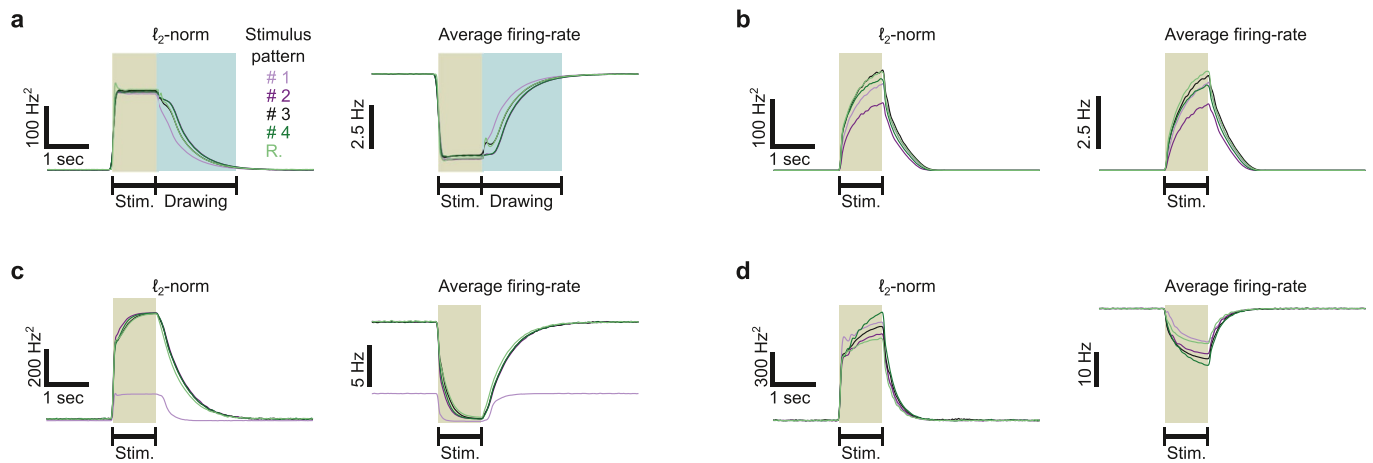 a
ℓ₂-norm
Stimulus
pattern
# 1
# 2
# 3
# 4
R.
100 Hz²
1 sec
Stim.
Drawing
Average firing-rate
2.5 Hz
Stim.
Drawing
b
ℓ₂-norm
100 Hz²
1 sec
Stim.
Average firing-rate
2.5 Hz
Stim.
c
ℓ₂-norm
200 Hz²
1 sec
Stim.
Average firing-rate
5 Hz
Stim.
d
ℓ₂-norm
300 Hz²
1 sec
Stim.
Average firing-rate
10 Hz
Stim.